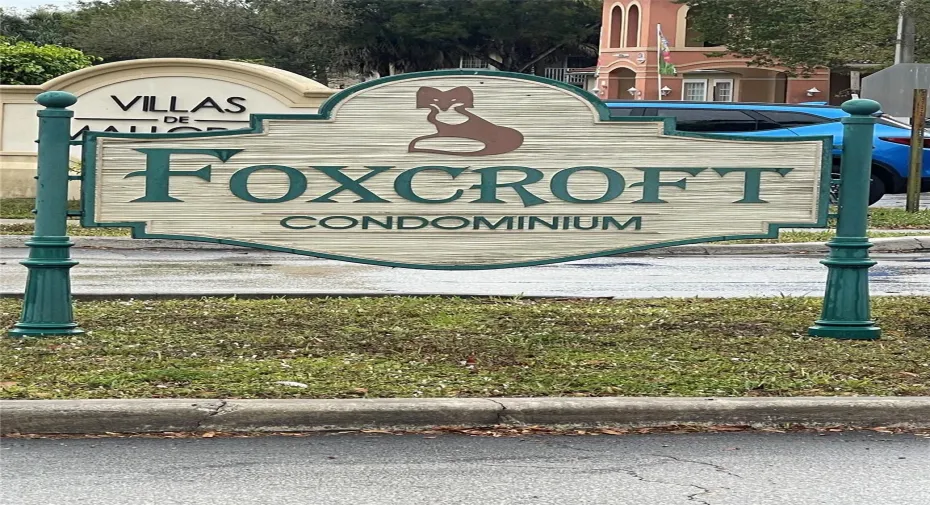 VILLAS
DE
FOXCROFT
CONDOMINIUM